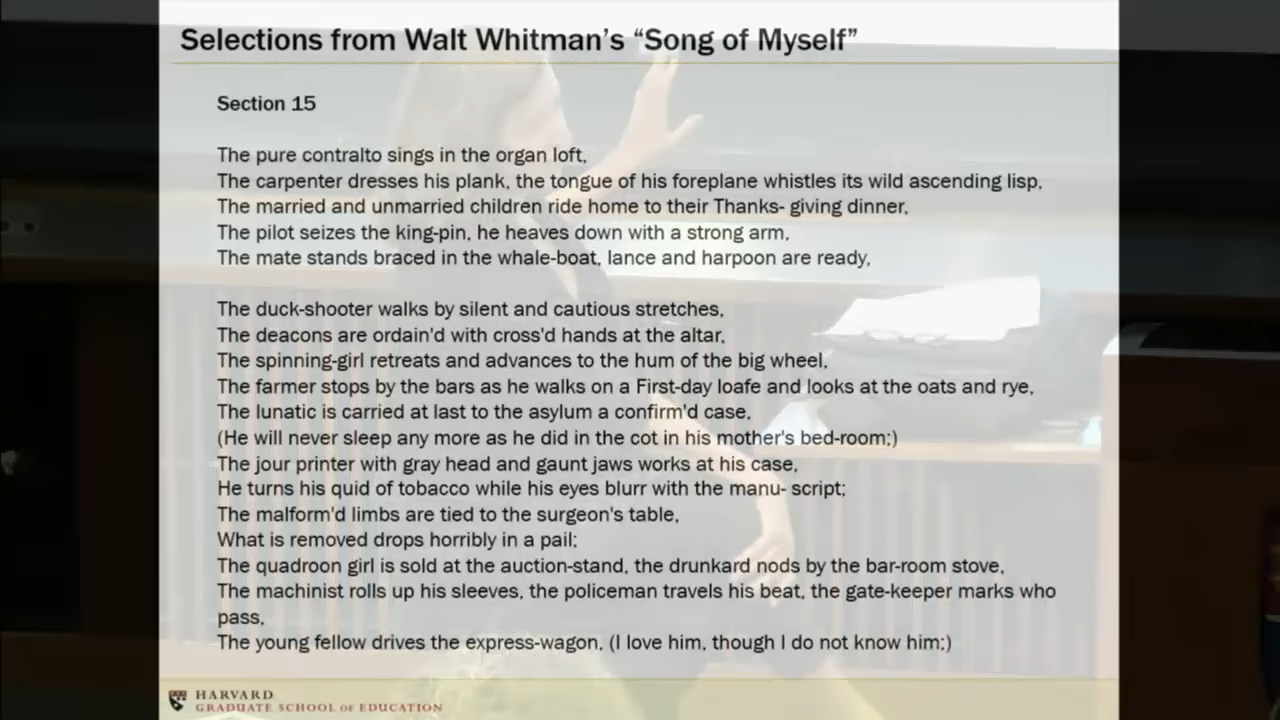 Selections from Walt Whitman's “Song of Myself”
Section 15
The pure contralto sings in the organ loft,
The carpenter dresses his plank, the tongue of his foreplane whistles its wild ascending lisp,
The married and unmarried children ride home to their Thanks- giving dinner,
The pilot seizes the king-pin, he heaves down with a strong arm,
The mate stands braced in the whale-boat, lance and harpoon are ready,
The duck-shooter walks by silent and cautious stretches,
The deacons are ordain'd with cross'd hands at the altar,
The spinning-girl retreats and advances to the hum of the big wheel,
The farmer stops by the bars as he walks on a First-day loafe and looks at the oats and rye,
The lunatic is carried at last to the asylum a confirm'd case,
(He will never sleep any more as he did in the cot in his mother's bed-room;)
The jour printer with gray head and gaunt jaws works at his case,
He turns his quid of tobacco while his eyes blurr with the manu- script;
The malform'd limbs are tied to the surgeon's table,
What is removed drops horribly in a pail;
The quadroon girl is sold at the auction-stand, the drunkard nods by the bar-room stove,
The machinist rolls up his sleeves, the policeman travels his beat, the gate-keeper marks who
pass,
The young fellow drives the express-wagon, (I love him, though I do not know him;)
HARVARD
GRADUATE SCHOOL OF EDUCATION